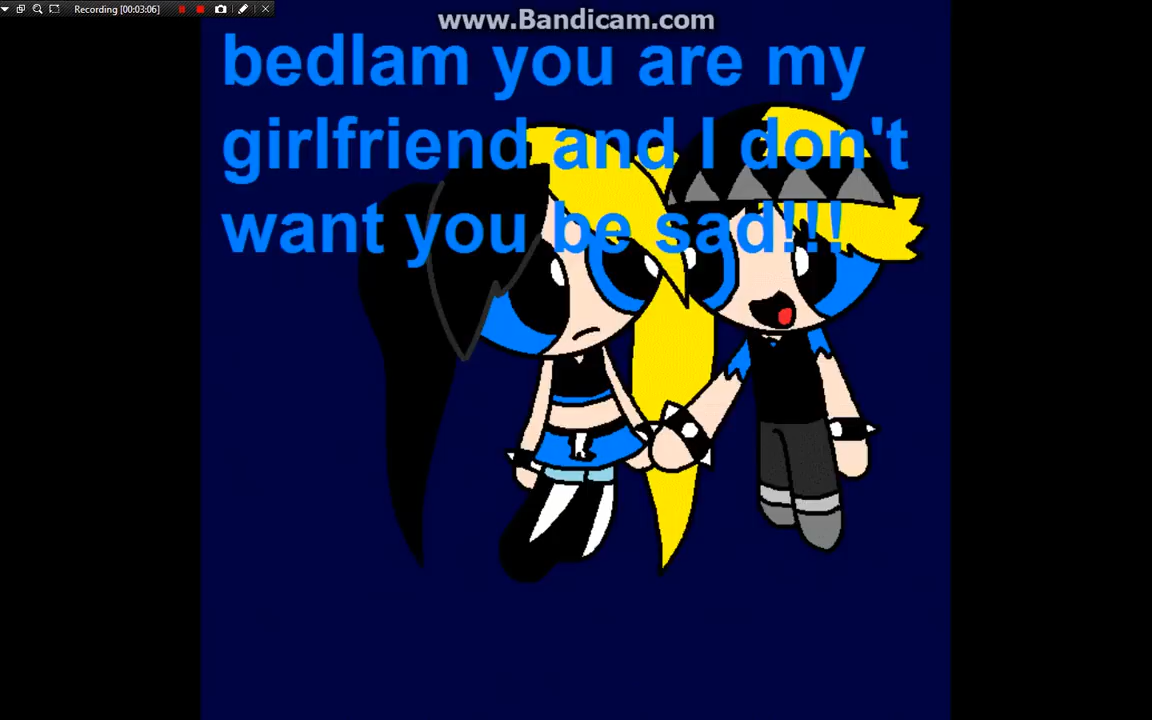 Recording [00:03:06]
www.Bandicam.com
bedlam you are my
girlfriend and I don't
want you be sad!!!